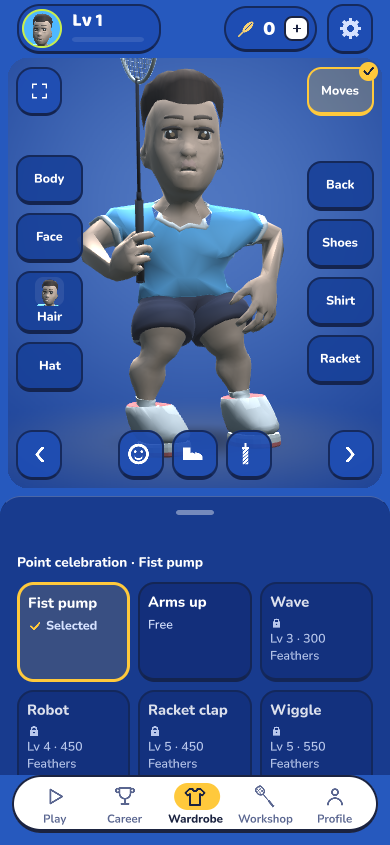 Lv 1
0
Moves
Body
Back
Face
Shoes
Hair
Shirt
Hat
Racket
Point celebration · Fist pump
Fist pump
Selected
Arms up
Free
Wave
Lv 3 · 300
Feathers
Robot
Lv 4 · 450
Feathers
Racket clap
Lv 5 · 450
Feathers
Wiggle
Lv 5 · 550
Feathers
Play
Career
Wardrobe
Workshop
Profile